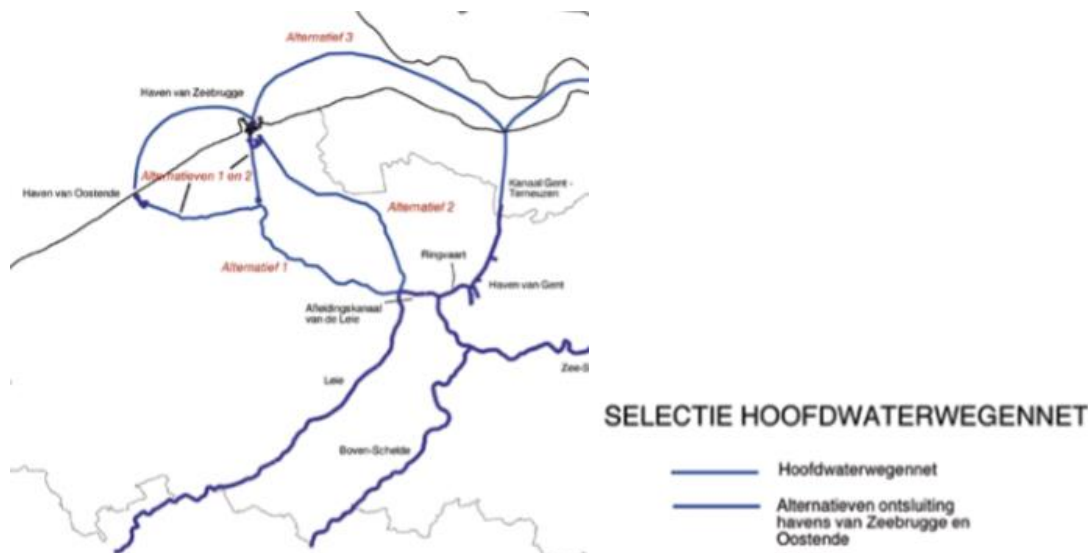 Alternatief 3
Haven van Zeebrugge
Alternatieven 1 en 2
Haven van Oostende
Kanaal Gent -
Terneuzen
Alternatief 2
Ringvaart
Alternatief 1
Haven van Gent
Afleidingskanaal
van de Leie
Zee-S
Leie
Boven-Schelde
SELECTIE HOOFDWATERWEGENNET
Hoofdwaterwegennet
Alternatieven ontsluiting
havens van Zeebrugge en
Oostende